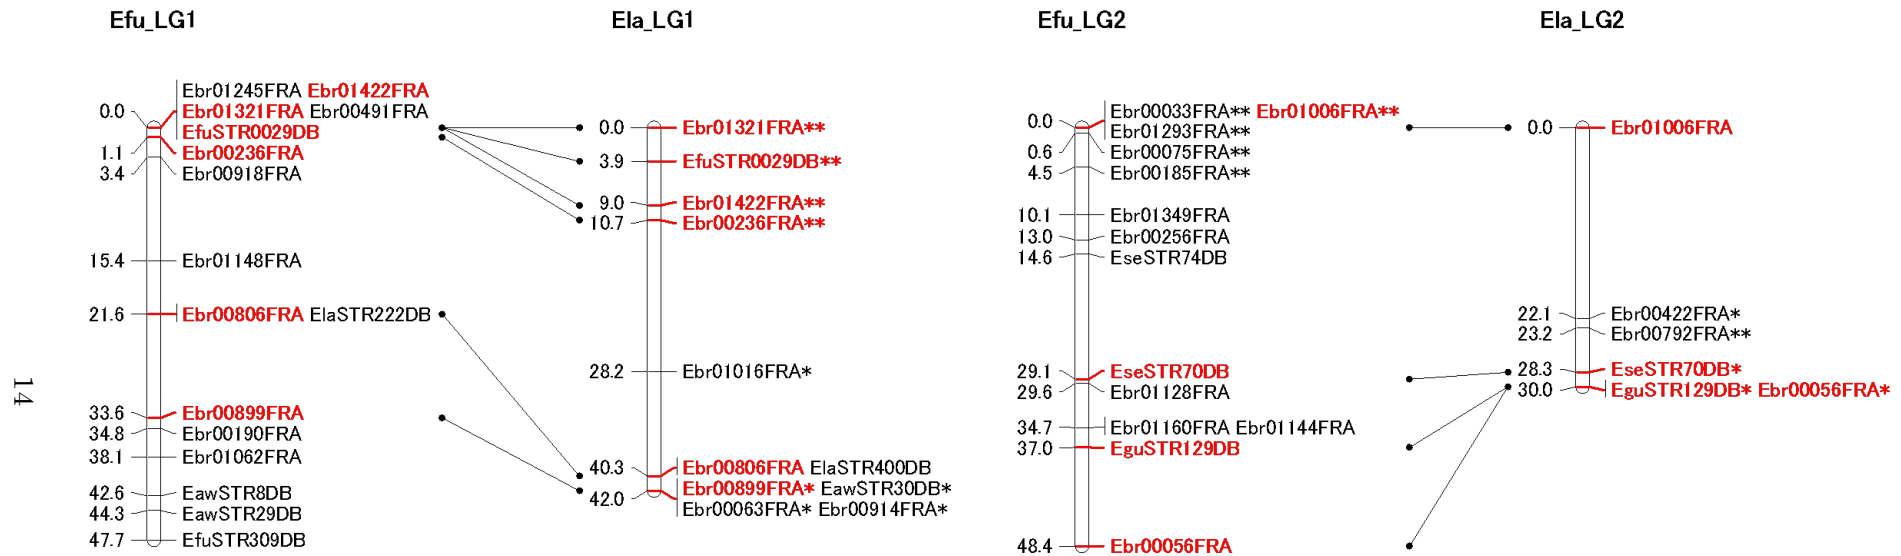 Efu_LG1
Ebr01245FRA Ebr01422FRA
0.0 Ebr01321FRA Ebr00491FRA
EfuSTR0029DB
1.1 Ebr00236FRA
3.4 Ebr00918FRA
15.4 Ebr01148FRA
21.6 Ebr00806FRA ElaSTR222DB
33.6 Ebr00899FRA
34.8 Ebr00190FRA
38.1 Ebr01062FRA
42.6 EawSTR8DB
44.3 EawSTR29DB
47.7 EfuSTR309DB
Ela_LG1
0.0 Ebr01321FRA**
3.9 EfuSTR0029DB**
9.0 Ebr01422FRA**
10.7 Ebr00236FRA**
28.2 Ebr01016FRA*
40.3 Ebr00806FRA ElaSTR400DB
42.0 Ebr00899FRA* EawSTR30DB*
Ebr00063FRA* Ebr00914FRA*
Efu_LG2
0.0 Ebr00033FRA** Ebr01006FRA**
Ebr01293FRA**
0.6 Ebr00075FRA**
4.5 Ebr00185FRA**
10.1 Ebr01349FRA
13.0 Ebr00256FRA
14.6 EseSTR74DB
29.1 EseSTR70DB
29.6 Ebr01128FRA
34.7 Ebr01160FRA Ebr01144FRA
37.0 EguSTR129DB
48.4 Ebr00056FRA
Ela_LG2
0.0 Ebr01006FRA
22.1 Ebr00422FRA*
23.2 Ebr00792FRA**
28.3 EseSTR70DB*
30.0 EguSTR129DB* Ebr00056FRA*
14